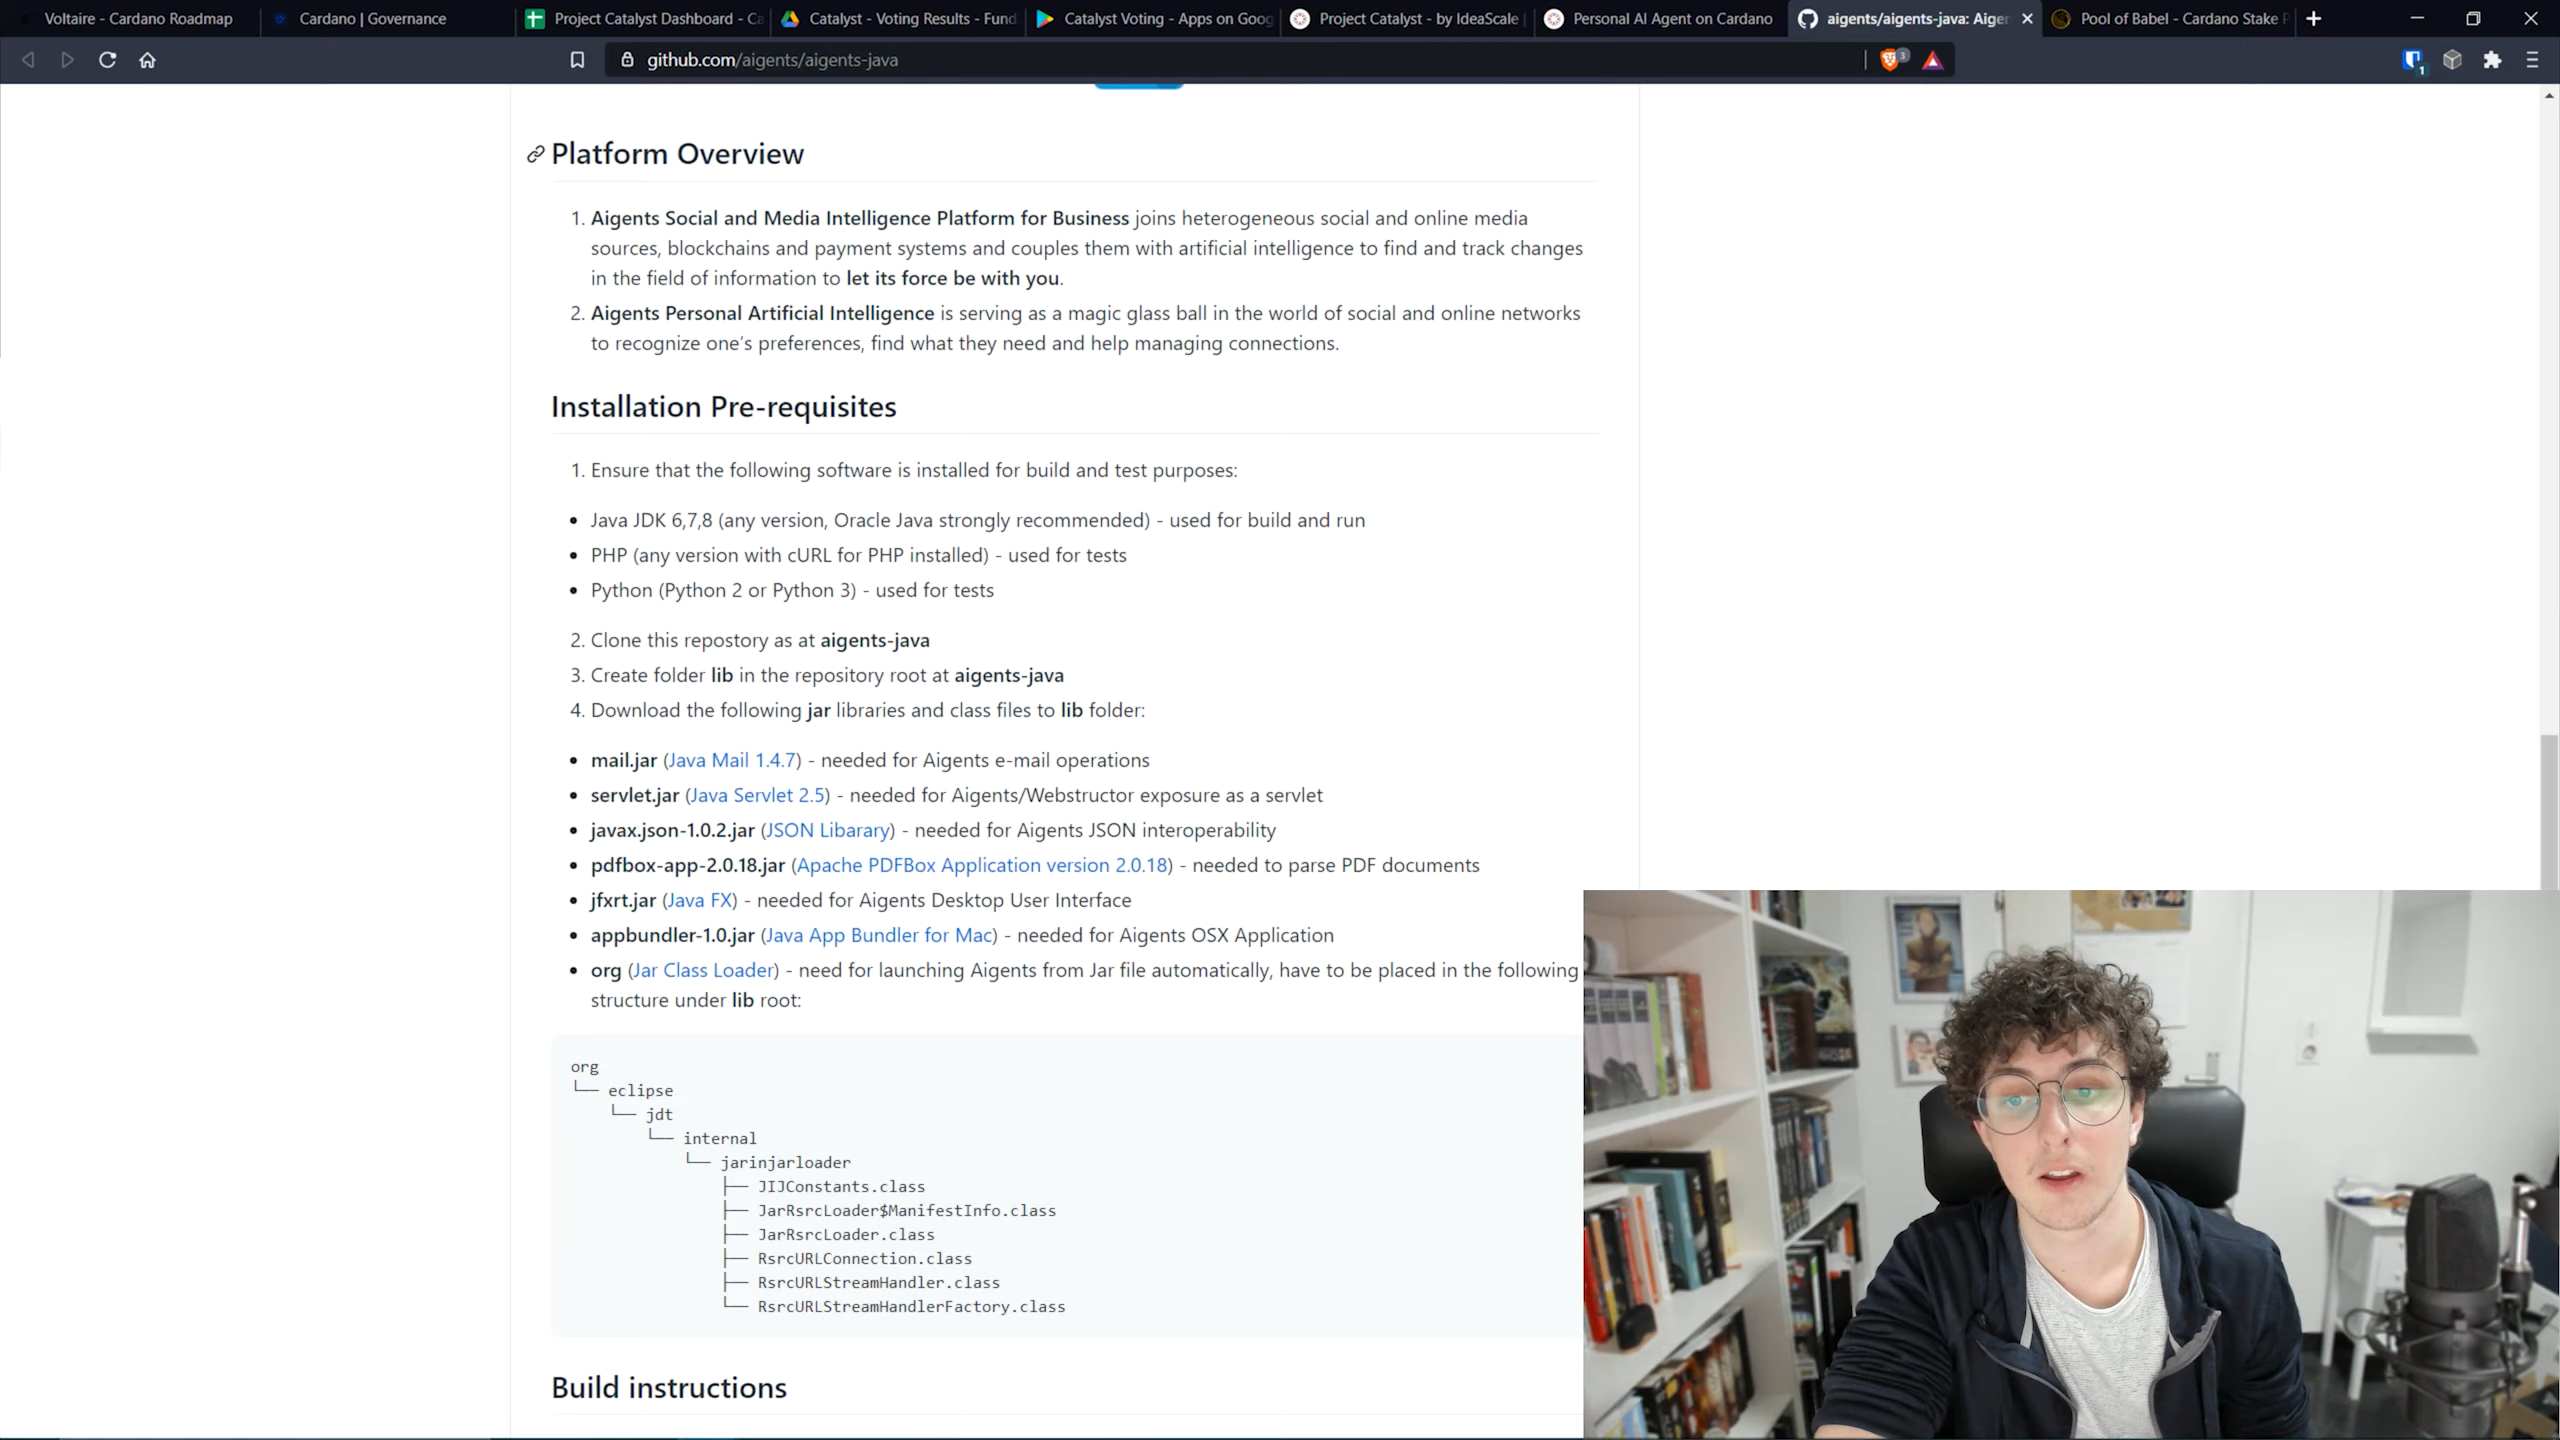 Voltaire - Cardano Roadmap
Cardano | Governance
Project Catalyst Dashboard - Ca
Catalyst - Voting Results - Fund
Catalyst Voting - Apps on Goog
Project Catalyst - by IdeaScale
Personal AI Agent on Cardano
aigents/aigents-java: Aigen
Pool of Babel - Cardano Stake P
github.com/aigents/aigents-java
3
1
Platform Overview
1. Aigents Social and Media Intelligence Platform for Business joins heterogeneous social and online media
sources, blockchains and payment systems and couples them with artificial intelligence to find and track changes
in the field of information to let its force be with you.
2. Aigents Personal Artificial Intelligence is serving as a magic glass ball in the world of social and online networks
to recognize one's preferences, find what they need and help managing connections.
Installation Pre-requisites
1. Ensure that the following software is installed for build and test purposes:
• Java JDK 6,7,8 (any version, Oracle Java strongly recommended) - used for build and run
• PHP (any version with cURL for PHP installed) - used for tests
• Python (Python 2 or Python 3) - used for tests
2. Clone this repostory as at aigents-java
3. Create folder lib in the repository root at aigents-java
4. Download the following jar libraries and class files to lib folder:
• mail.jar (Java Mail 1.4.7) - needed for Aigents e-mail operations
• servlet.jar (Java Servlet 2.5) - needed for Aigents/Webstructor exposure as a servlet
• javax.json-1.0.2.jar (JSON Libarary) - needed for Aigents JSON interoperability
• pdfbox-app-2.0.18.jar (Apache PDFBox Application version 2.0.18) - needed to parse PDF documents
• jfxrt.jar (Java FX) - needed for Aigents Desktop User Interface
• appbundler-1.0.jar (Java App Bundler for Mac) - needed for Aigents OSX Application
• org (Jar Class Loader) - need for launching Aigents from Jar file automatically, have to be placed in the following
structure under lib root:
org
└── eclipse
└── jdt
└── internal
└── jarinjarloader
├── JIJConstants.class
├── JarRsrcLoader$ManifestInfo.class
├── JarRsrcLoader.class
├── RsrcURLConnection.class
├── RsrcURLStreamHandler.class
└── RsrcURLStreamHandlerFactory.class
Build instructions